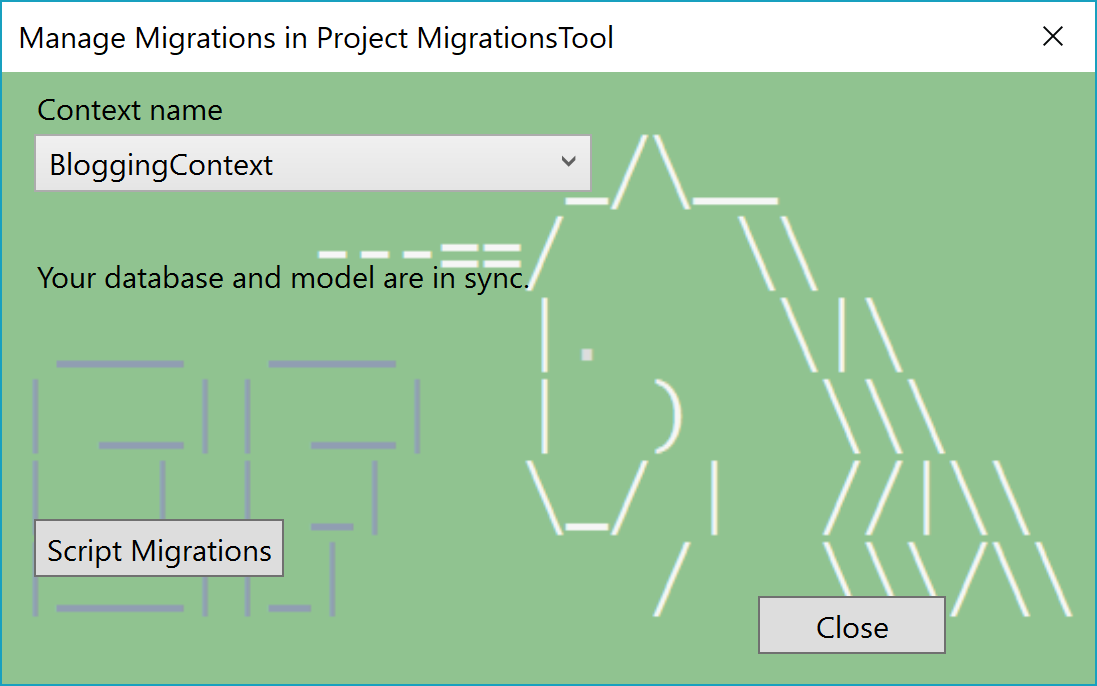 Manage Migrations in Project MigrationsTool
Context name
BloggingContext
Your database and model are in sync.
Script Migrations
Close